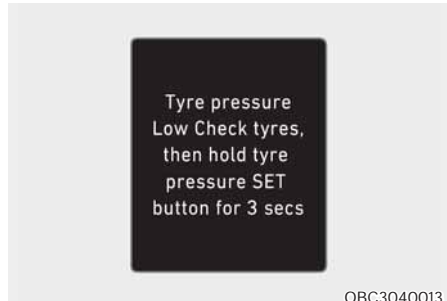 Tyre pressure
Low Check tyres,
then hold tyre
pressure SET
button for 3 secs
OBC3040013